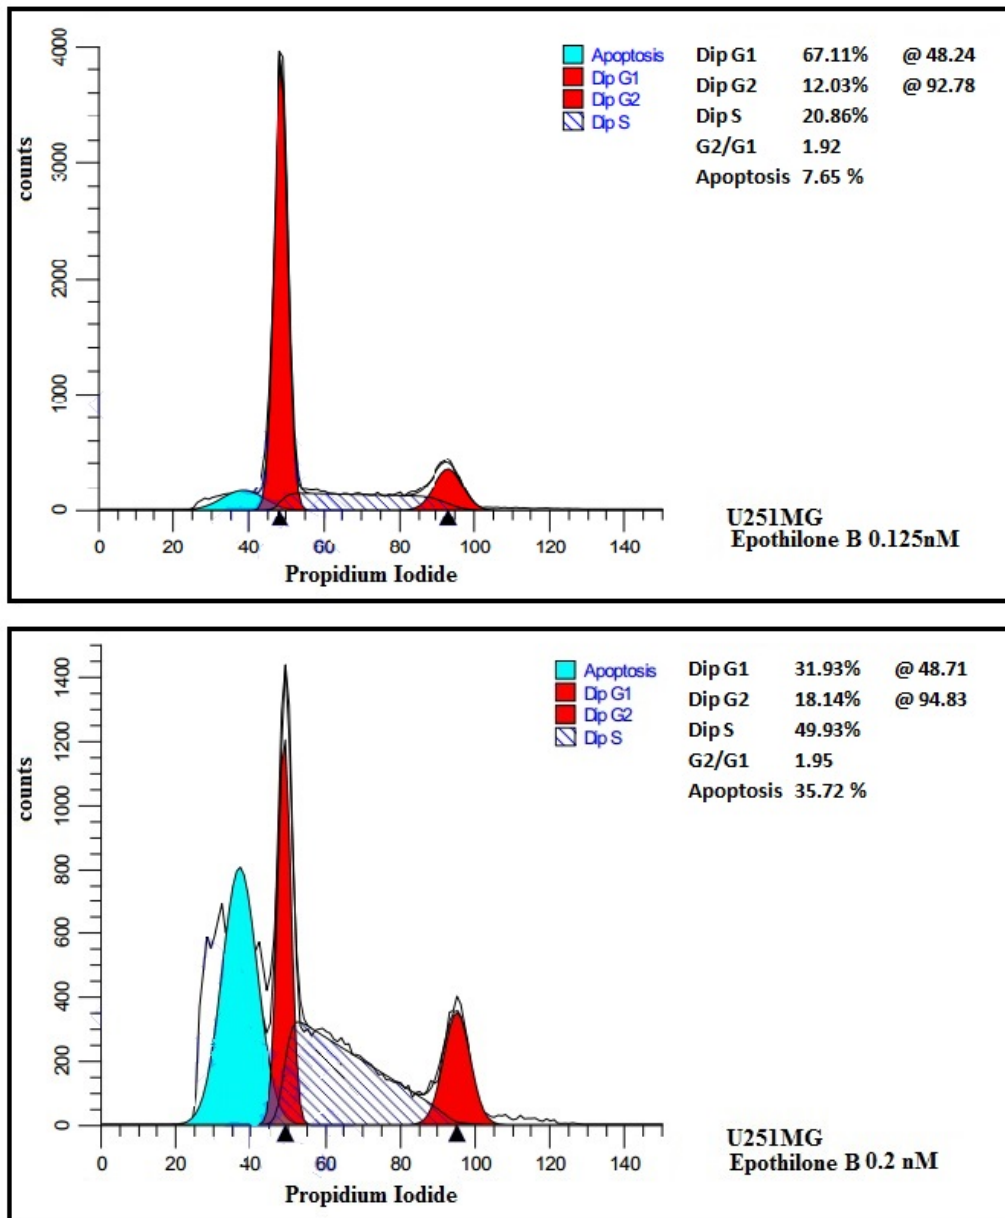 4000
3000
2000
1000
0
counts
0 20 40 60 80 100 120 140
Propidium Iodide
Apoptosis
Dip G1
Dip G2
Dip S
Dip G1 67.11% @ 48.24
Dip G2 12.03% @ 92.78
Dip S 20.86%
G2/G1 1.92
Apoptosis 7.65 %
U251MG
Epothilone B 0.125nM
1400
1200
1000
800
600
400
200
0
counts
0 20 40 60 80 100 120 140
Propidium Iodide
Apoptosis
Dip G1
Dip G2
Dip S
Dip G1 31.93% @ 48.71
Dip G2 18.14% @ 94.83
Dip S 49.93%
G2/G1 1.95
Apoptosis 35.72 %
U251MG
Epothilone B 0.2 nM